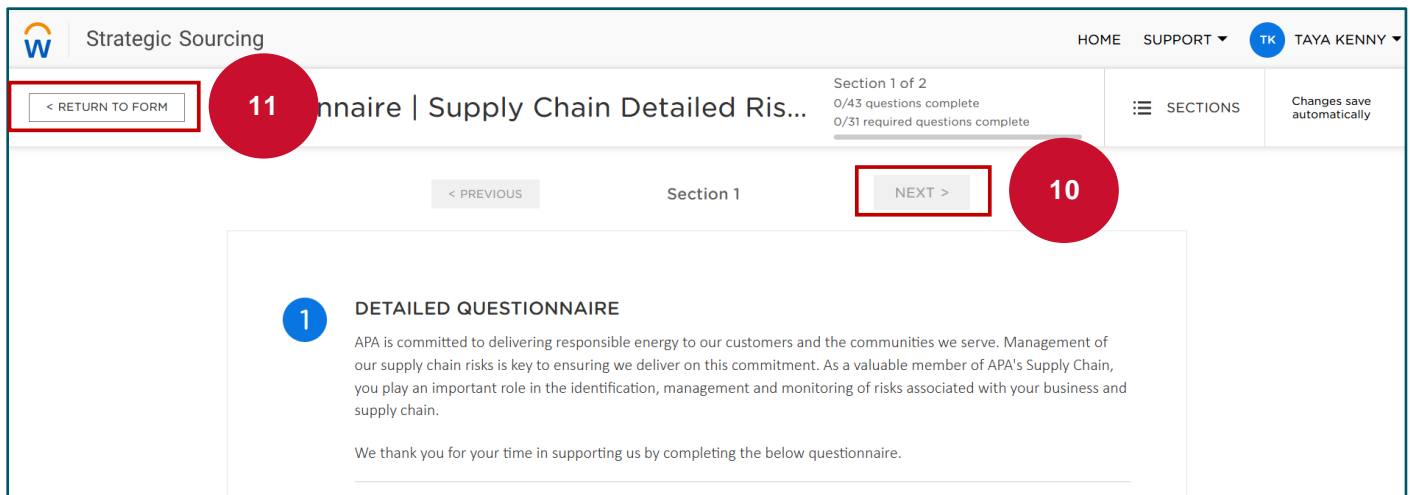 Strategic Sourcing
HOME SUPPORT TK TAYA KENNY
< RETURN TO FORM
11
nnaire | Supply Chain Detailed Ris...
Section 1 of 2
0/43 questions complete
0/31 required questions complete
SECTIONS
Changes save
automatically
< PREVIOUS
Section 1
NEXT >
10
1
DETAILED QUESTIONNAIRE
APA is committed to delivering responsible energy to our customers and the communities we serve. Management of
our supply chain risks is key to ensuring we deliver on this commitment. As a valuable member of APA's Supply Chain,
you play an important role in the identification, management and monitoring of risks associated with your business and
supply chain.
We thank you for your time in supporting us by completing the below questionnaire.